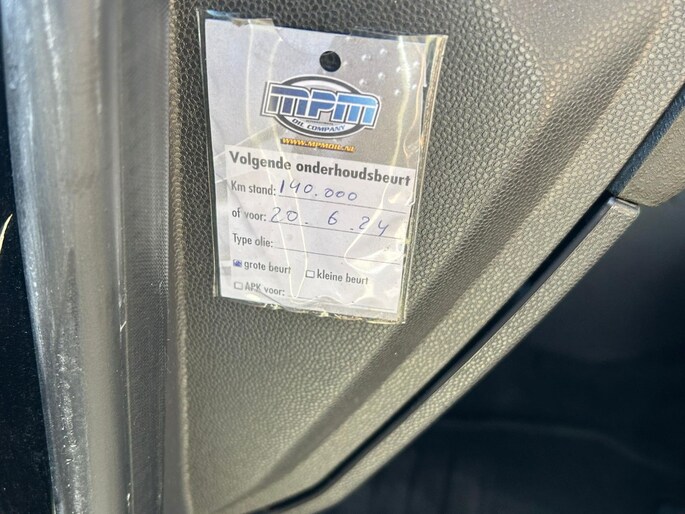 MPM
OIL COMPANY
WWW.MPMOIL.NL
Volgende onderhoudsbeurt
Km stand: 190.000
of voor: 20.6.24
Type olie:
grote beurt kleine beurt
APK voor: